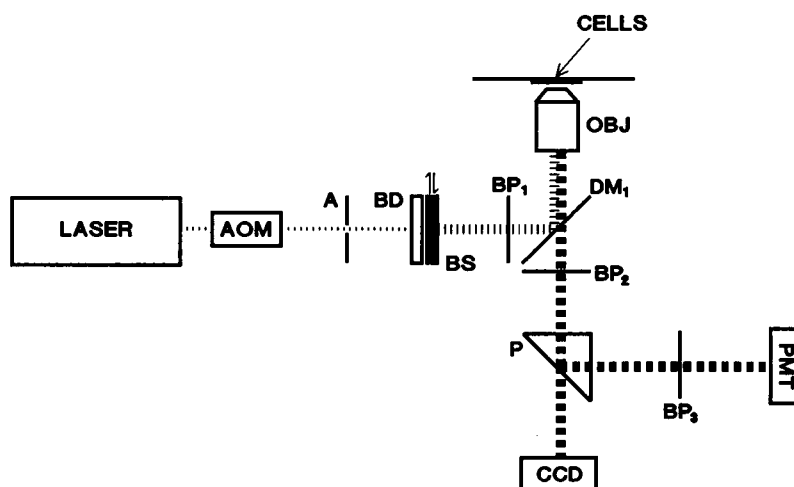 CELLS
OBJ
BP₁
DM₁
A
BD
LASER
AOM
BS
BP₂
P
PMT
BP₃
CCD